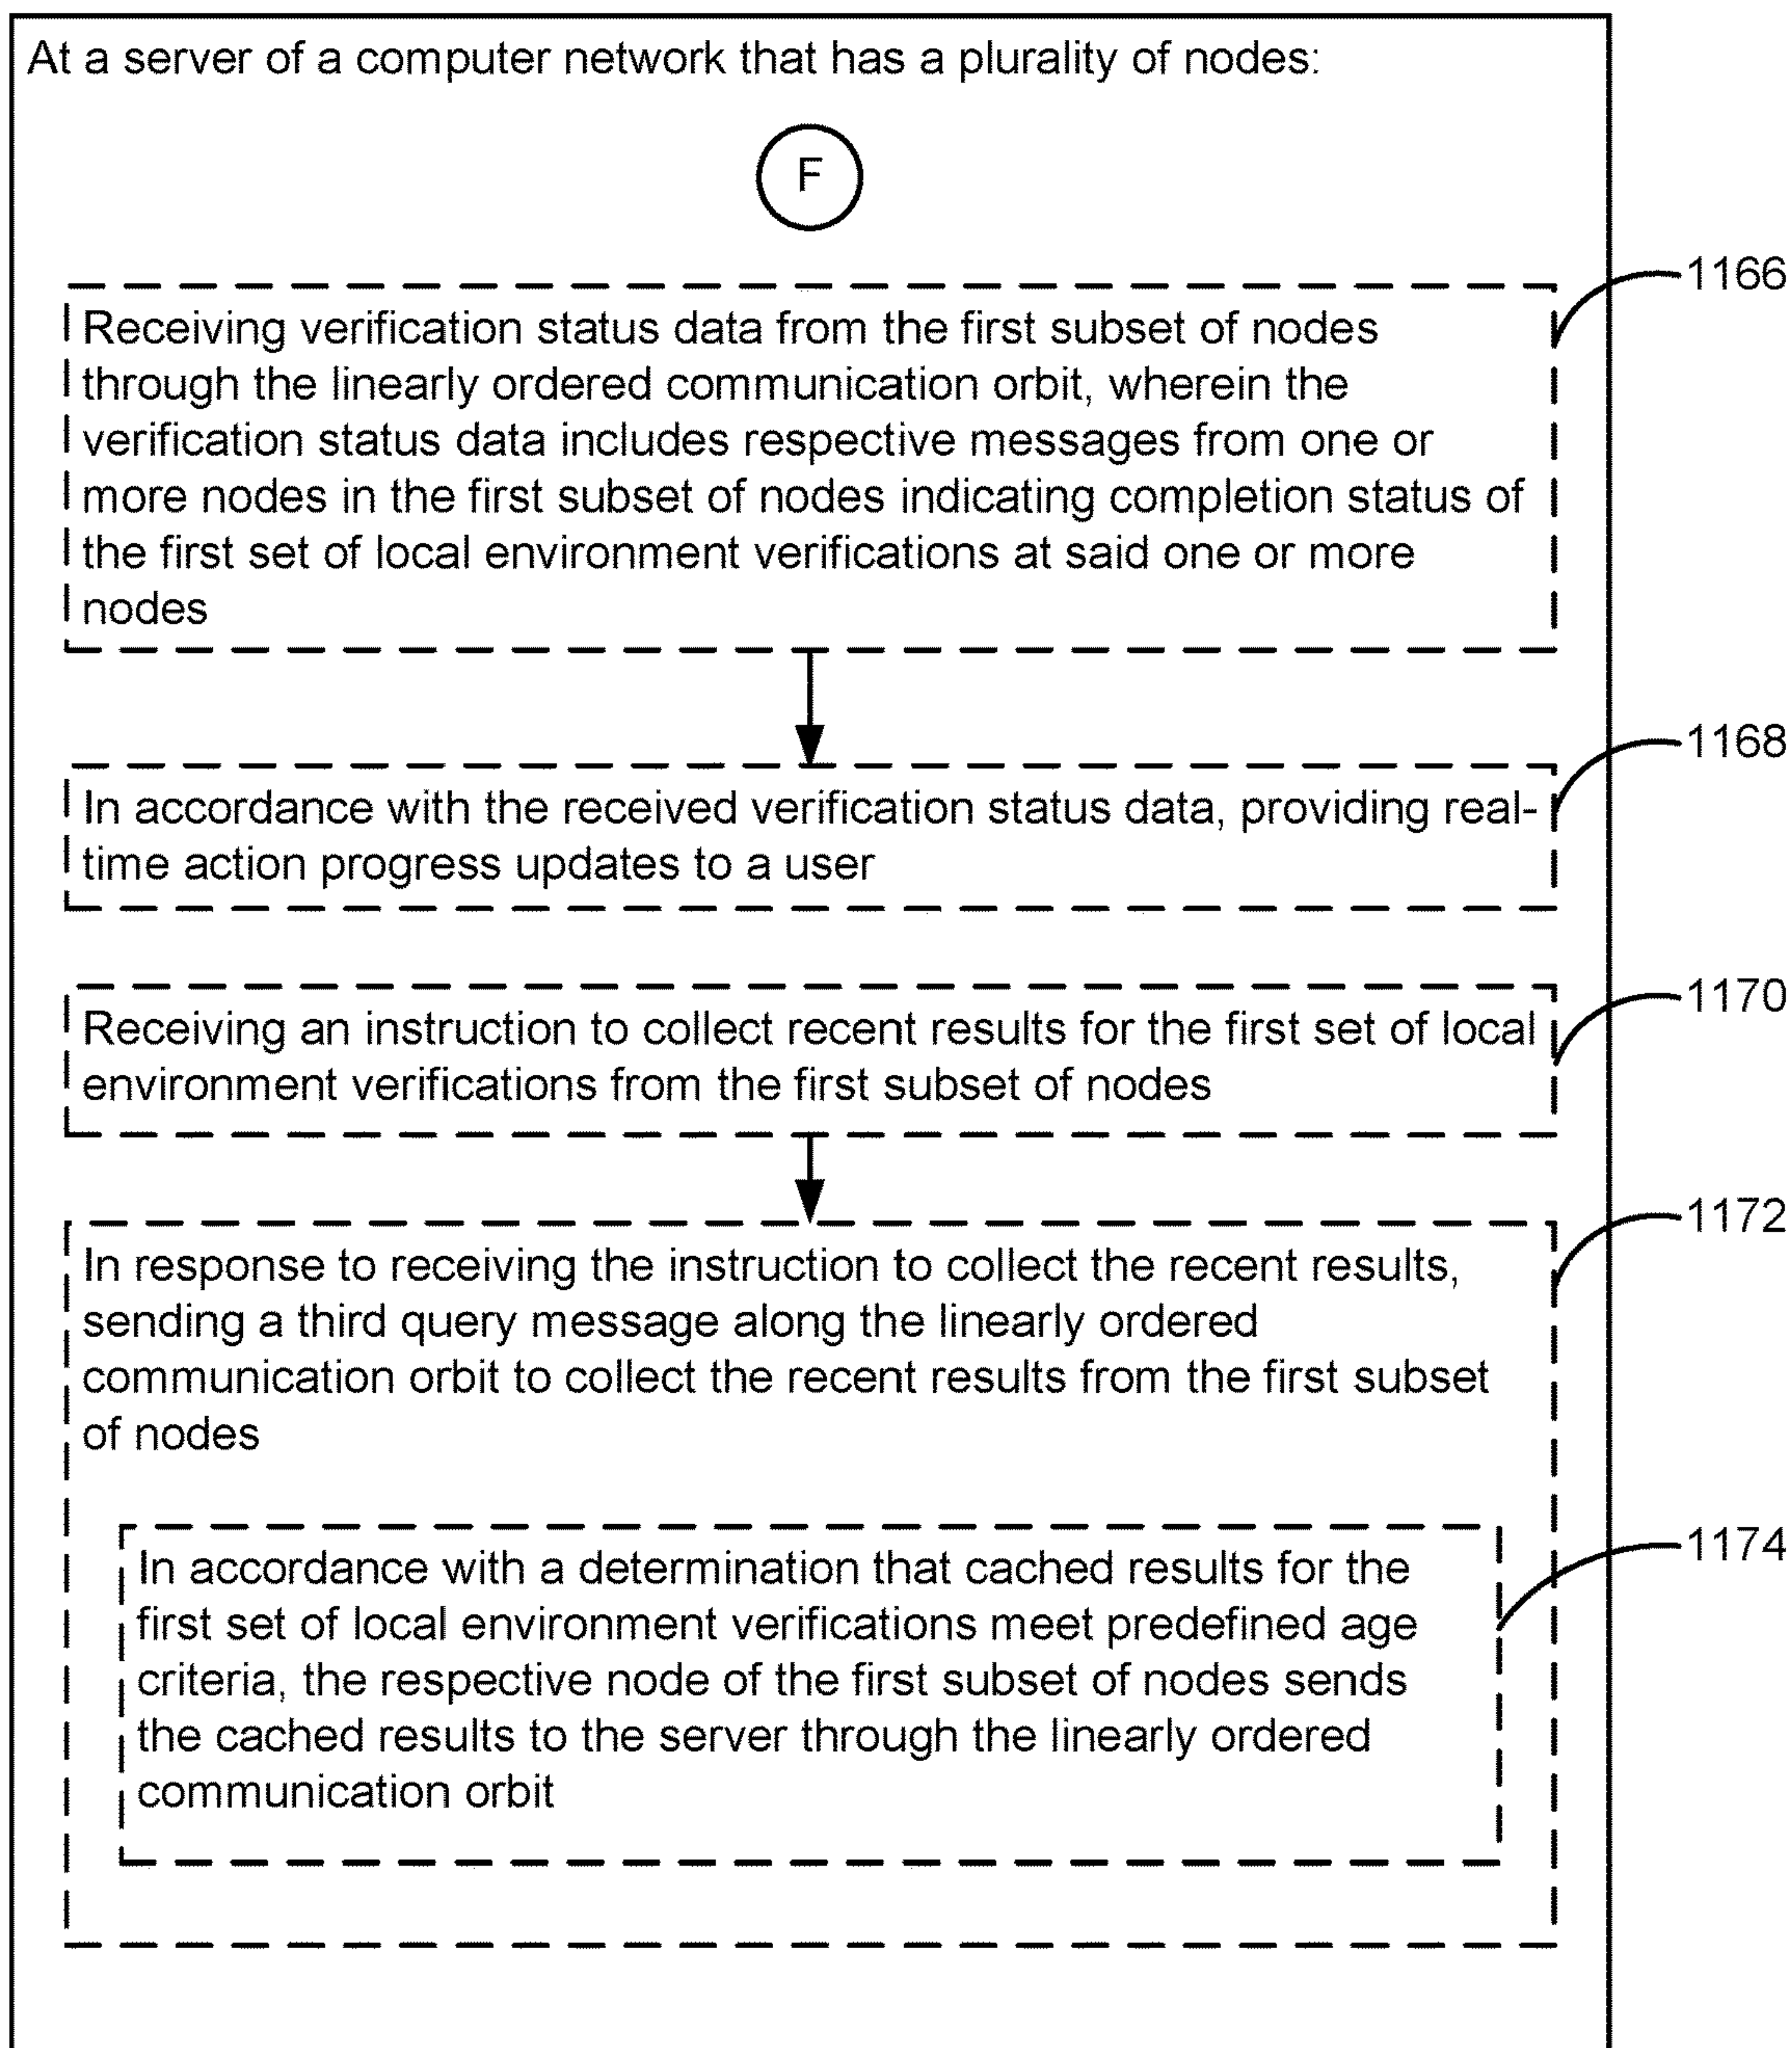 At a server of a computer network that has a plurality of nodes:
F
1166
Receiving verification status data from the first subset of nodes
through the linearly ordered communication orbit, wherein the
verification status data includes respective messages from one or
more nodes in the first subset of nodes indicating completion status of
the first set of local environment verifications at said one or more
nodes
1168
In accordance with the received verification status data, providing real-
time action progress updates to a user
1170
Receiving an instruction to collect recent results for the first set of local
environment verifications from the first subset of nodes
1172
In response to receiving the instruction to collect the recent results,
sending a third query message along the linearly ordered
communication orbit to collect the recent results from the first subset
of nodes
1174
In accordance with a determination that cached results for the
first set of local environment verifications meet predefined age
criteria, the respective node of the first subset of nodes sends
the cached results to the server through the linearly ordered
communication orbit